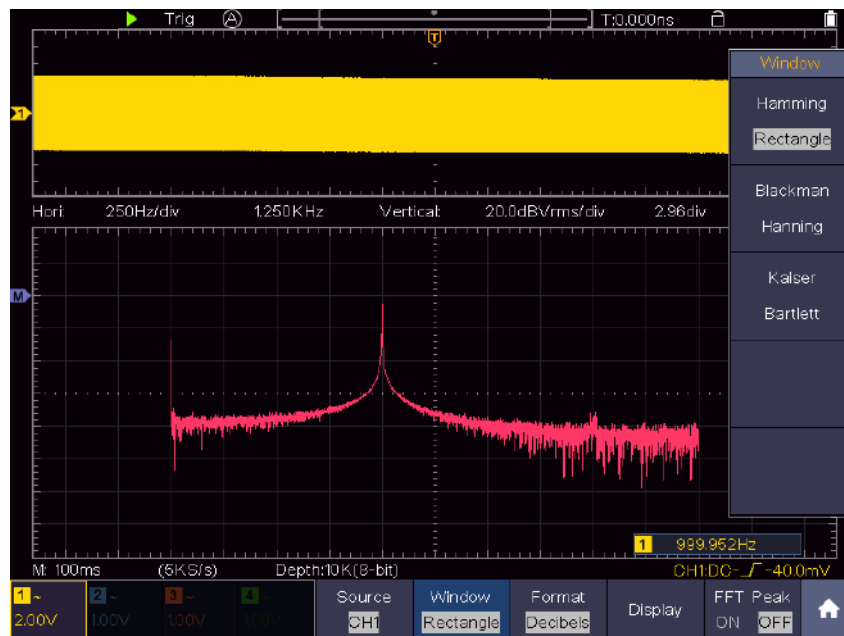 Trig A T:0.000ns
T
Window
Hamming
1
Rectangle
Blackman
Hori: 250Hz/div 1.250KHz Vertical: 20.0dBVrms/div 2.96div
Hanning
Kaiser
M
Bartlett
1 999.952Hz
M: 100ms (5KS/s) Depth:10K(8-bit) CH1:DC- -40.0mV
1 ~ 2 ~ 3 ~ 4 ~ Source Window Format Display FFT Peak
2.00V 1.00V 1.00V 1.00V CH1 Rectangle Decibels ON OFF